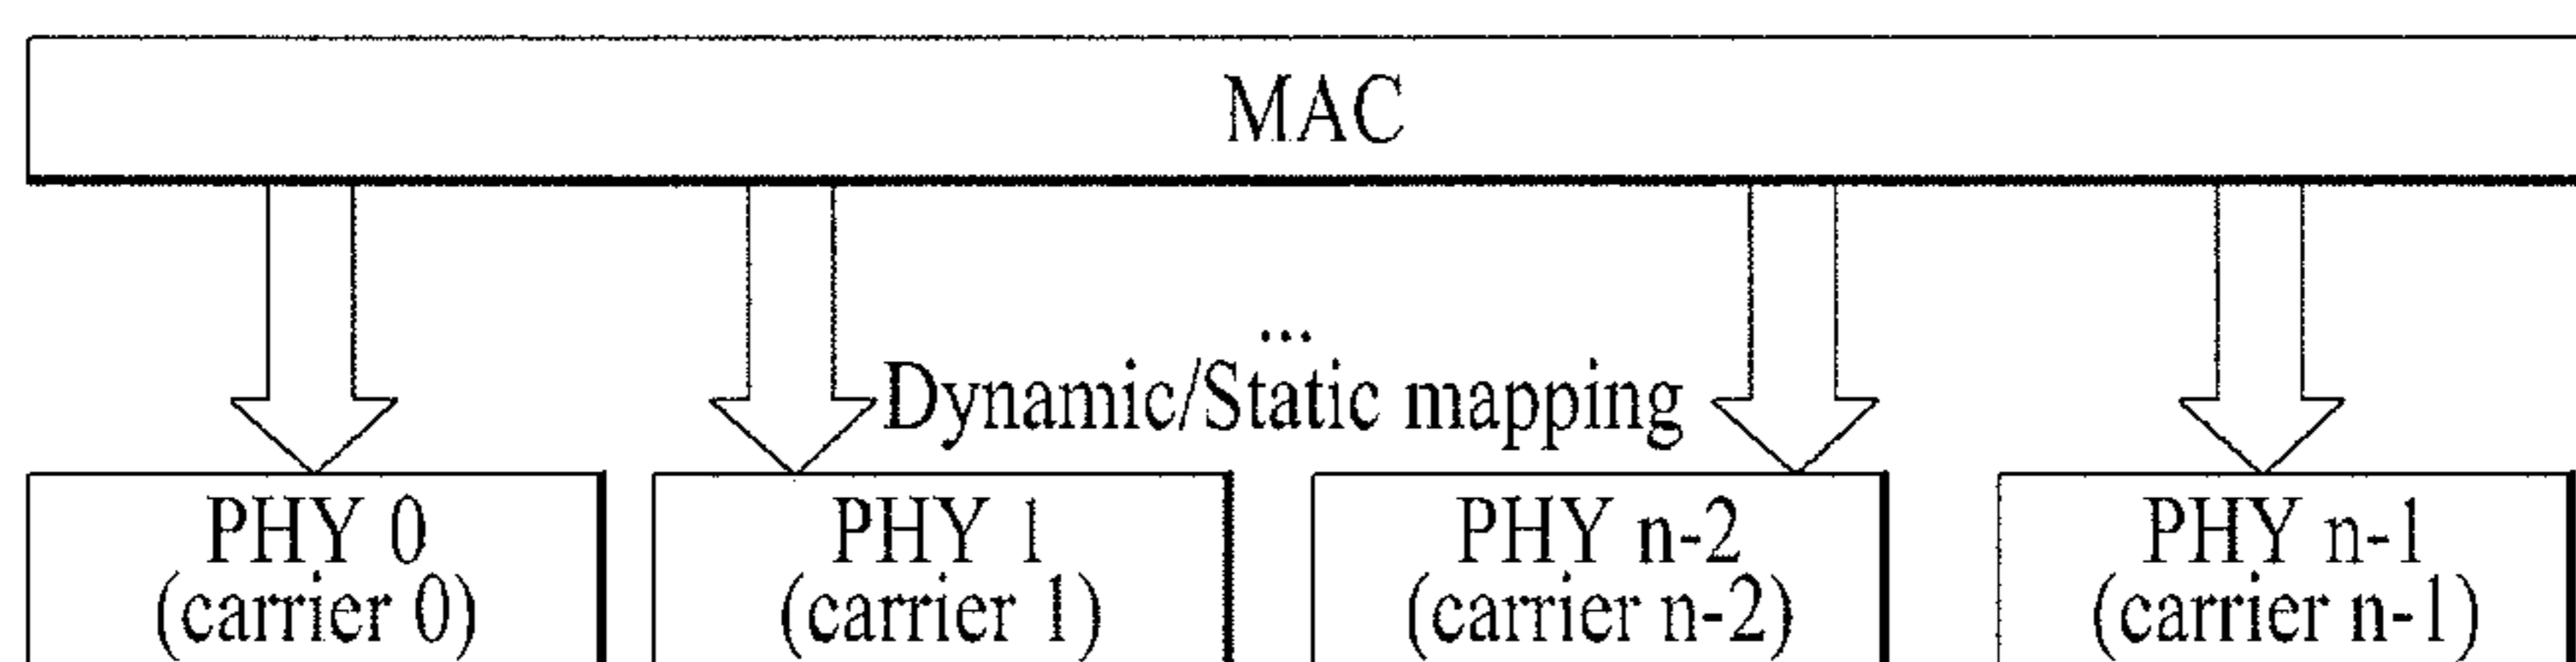 MAC
...
Dynamic/Static mapping
PHY 0
(carrier 0)
PHY 1
(carrier 1)
PHY n-2
(carrier n-2)
PHY n-1
(carrier n-1)